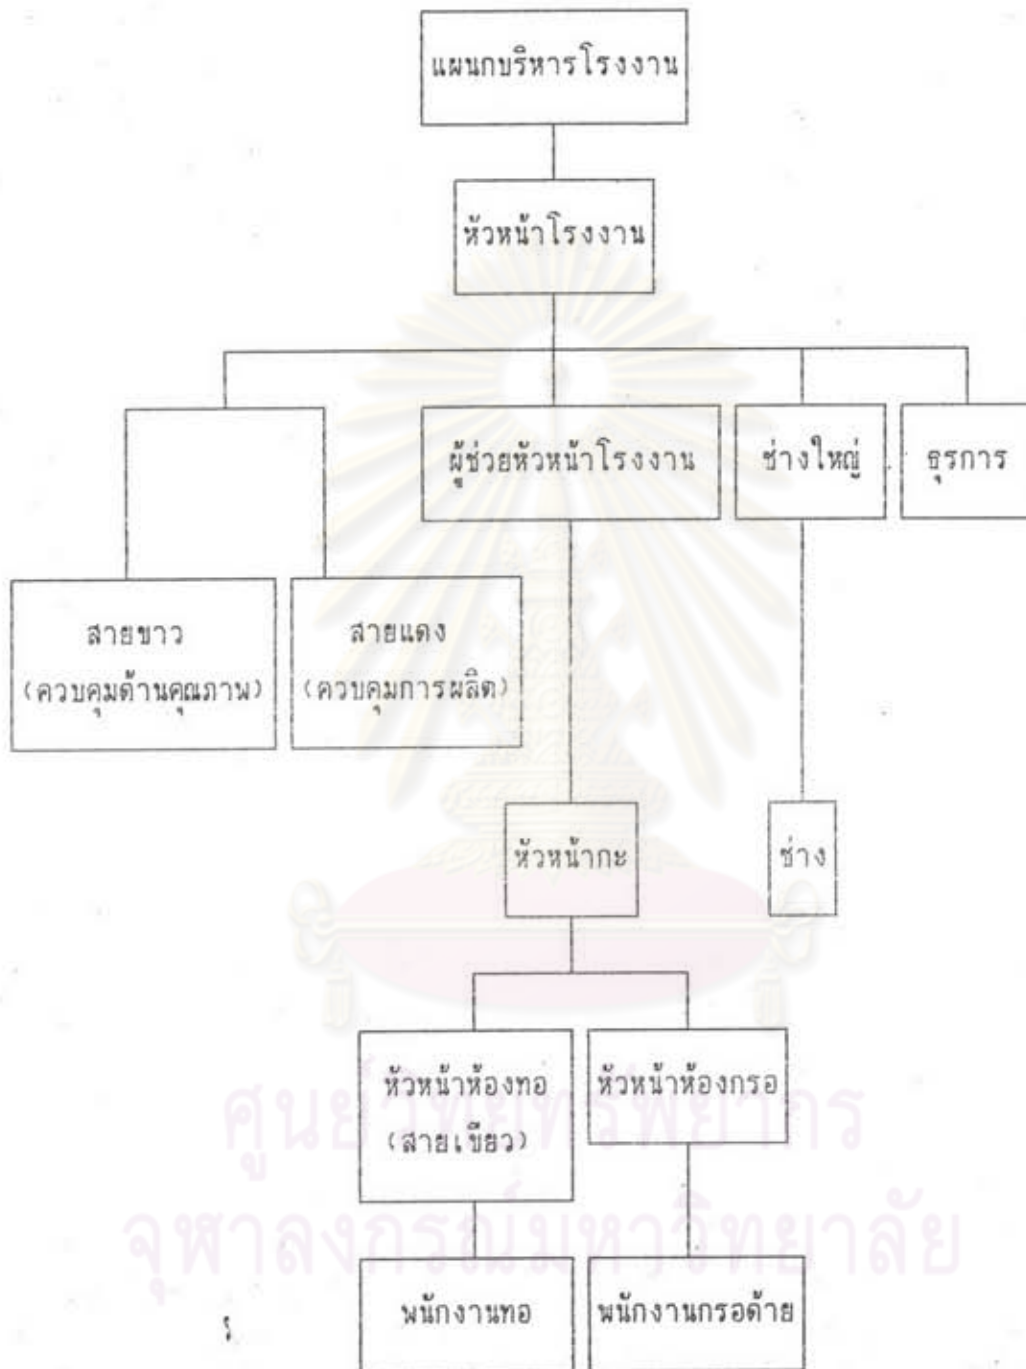 แผนกบริหารโรงงาน
หัวหน้าโรงงาน
ผู้ช่วยหัวหน้าโรงงาน
ช่างใหญ่
ธุรการ
สายขาว
(ควบคุมด้านคุณภาพ)
สายแดง
(ควบคุมการผลิต)
หัวหน้ากะ
ช่าง
หัวหน้าห้องทอ
(สายเขียว)
หัวหน้าห้องกรอ
ศูนย์วิทยทรัพยากร
จุฬาลงกรณ์มหาวิทยาลัย
พนักงานทอ
พนักงานกรอด้าย